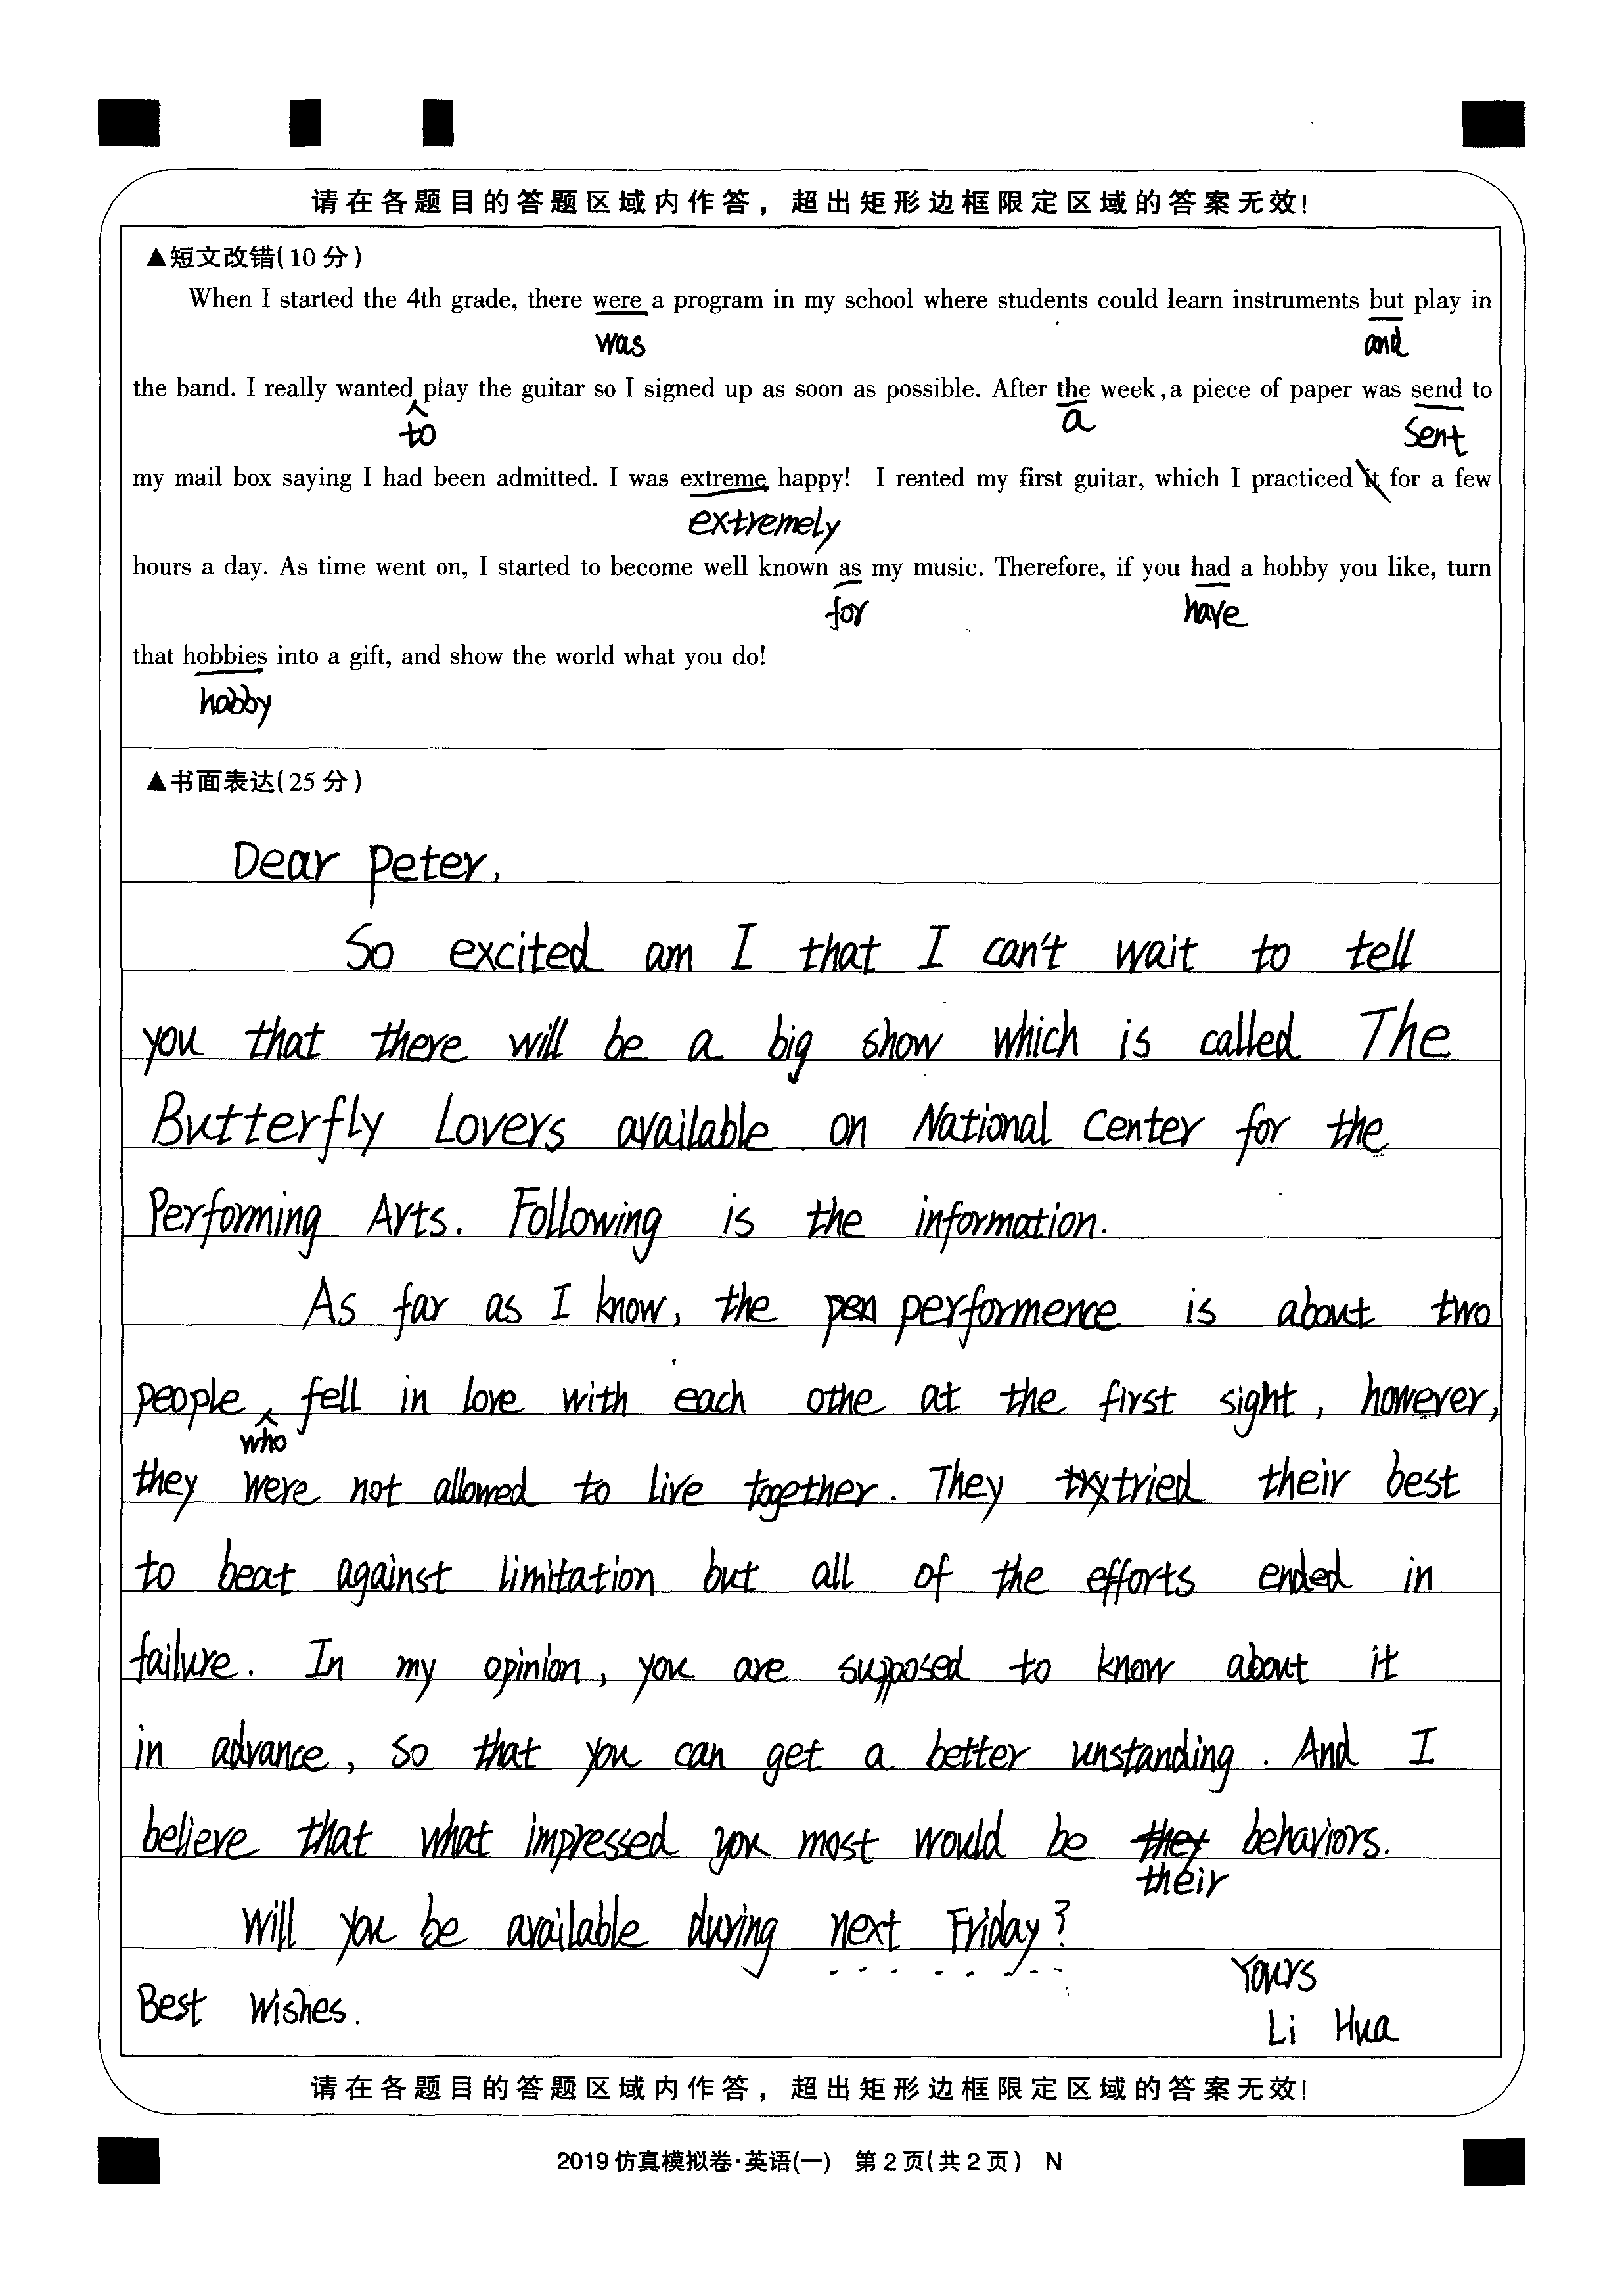 请在各题目的答题区域内作答，超出矩形边框限定区域的答案无效!
▲短文改错(10分)
When I started the 4th grade, there were a program in my school where students could learn instruments but play in
was and
the band. I really wanted play the guitar so I signed up as soon as possible. After the week, a piece of paper was send to
to a sent
my mail box saying I had been admitted. I was extreme happy! I rented my first guitar, which I practiced it for a few
extremely
hours a day. As time went on, I started to become well known as my music. Therefore, if you had a hobby you like, turn
for have
that hobbies into a gift, and show the world what you do!
hobby
▲书面表达(25分)
Dear Peter,
So excited am I that I can't wait to tell
you that there will be a big show which is called The
Butterfly Lovers available on National Center for the
Performing Arts. Following is the information.
As far as I know, the pen performence is about two
people fell in love with each othe at the first sight, however,
who
they were not allowed to live together. They try tried their best
to beat against limitation but all of the efforts ended in
failure. In my opinion, you are supposed to know about it
in advance, so that you can get a better unstanding. And I
believe that what impressed you most would be they behaviors.
their
Will you be available during next Friday?
Yours
Best Wishes.
Li Hua
请在各题目的答题区域内作答，超出矩形边框限定区域的答案无效!
2019仿真模拟卷·英语(一) 第2页(共2页) N